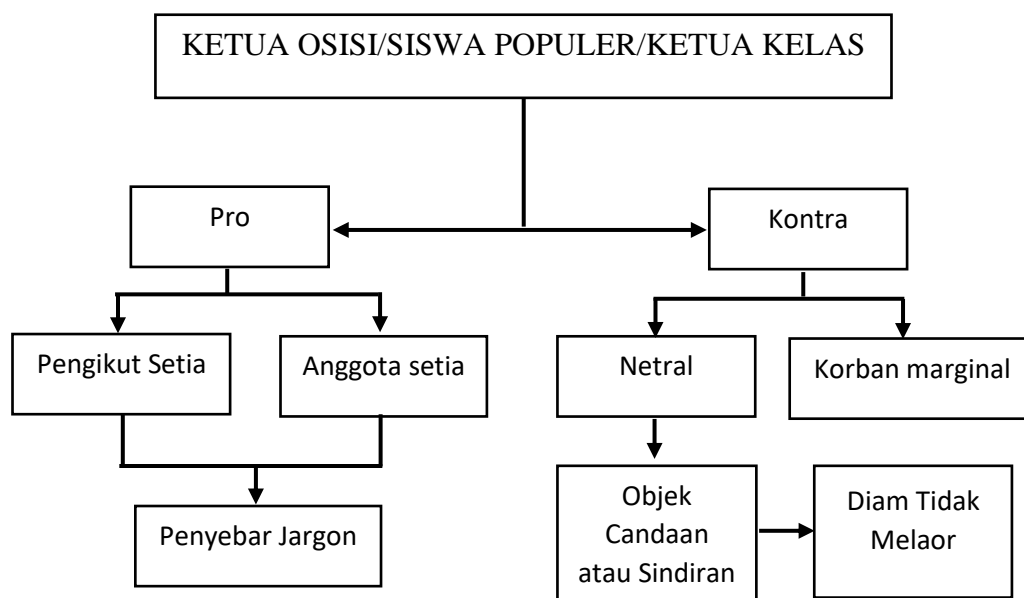 KETUA OSISI/SISWA POPULER/KETUA KELAS
Pro
Kontra
Pengikut Setia
Anggota setia
Netral
Korban marginal
Penyebar Jargon
Objek
Candaan
atau Sindiran
Diam Tidak
Melaor